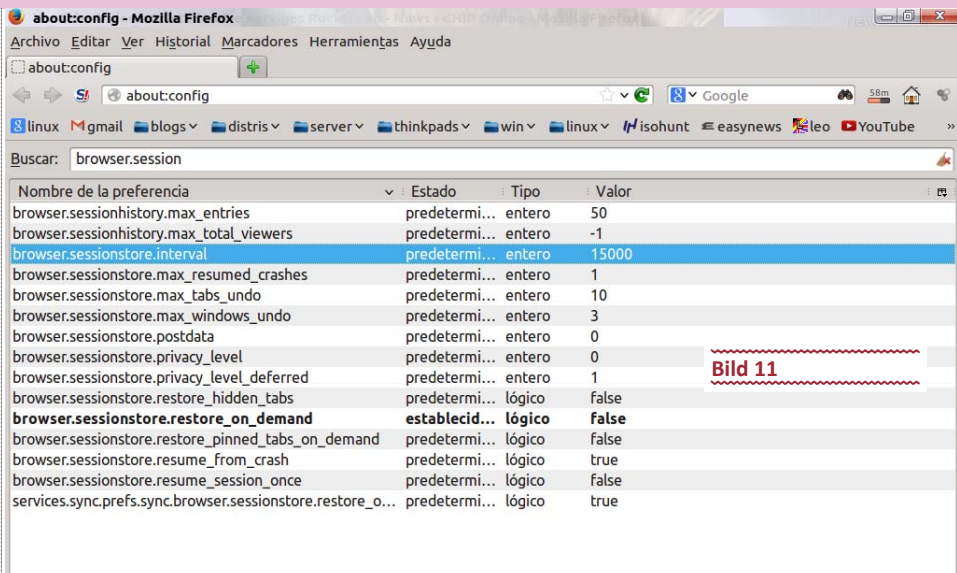 about:config - Mozilla Firefox
Archivo Editar Ver Historial Marcadores Herramientas Ayuda
about:config
S! about:config Google 58m
linux gmail blogs distris server thinkpads win linux isohunt easynews leo YouTube »
Buscar: browser.session
Nombre de la preferencia Estado Tipo Valor
browser.sessionhistory.max_entries predetermi... entero 50
browser.sessionhistory.max_total_viewers predetermi... entero -1
browser.sessionstore.interval predetermi... entero 15000
browser.sessionstore.max_resumed_crashes predetermi... entero 1
browser.sessionstore.max_tabs_undo predetermi... entero 10
browser.sessionstore.max_windows_undo predetermi... entero 3
browser.sessionstore.postdata predetermi... entero 0
browser.sessionstore.privacy_level predetermi... entero 0
Bild 11
browser.sessionstore.privacy_level_deferred predetermi... entero 1
browser.sessionstore.restore_hidden_tabs predetermi... lógico false
browser.sessionstore.restore_on_demand establecid... lógico false
browser.sessionstore.restore_pinned_tabs_on_demand predetermi... lógico false
browser.sessionstore.resume_from_crash predetermi... lógico true
browser.sessionstore.resume_session_once predetermi... lógico false
services.sync.prefs.sync.browser.sessionstore.restore_o... predetermi... lógico true